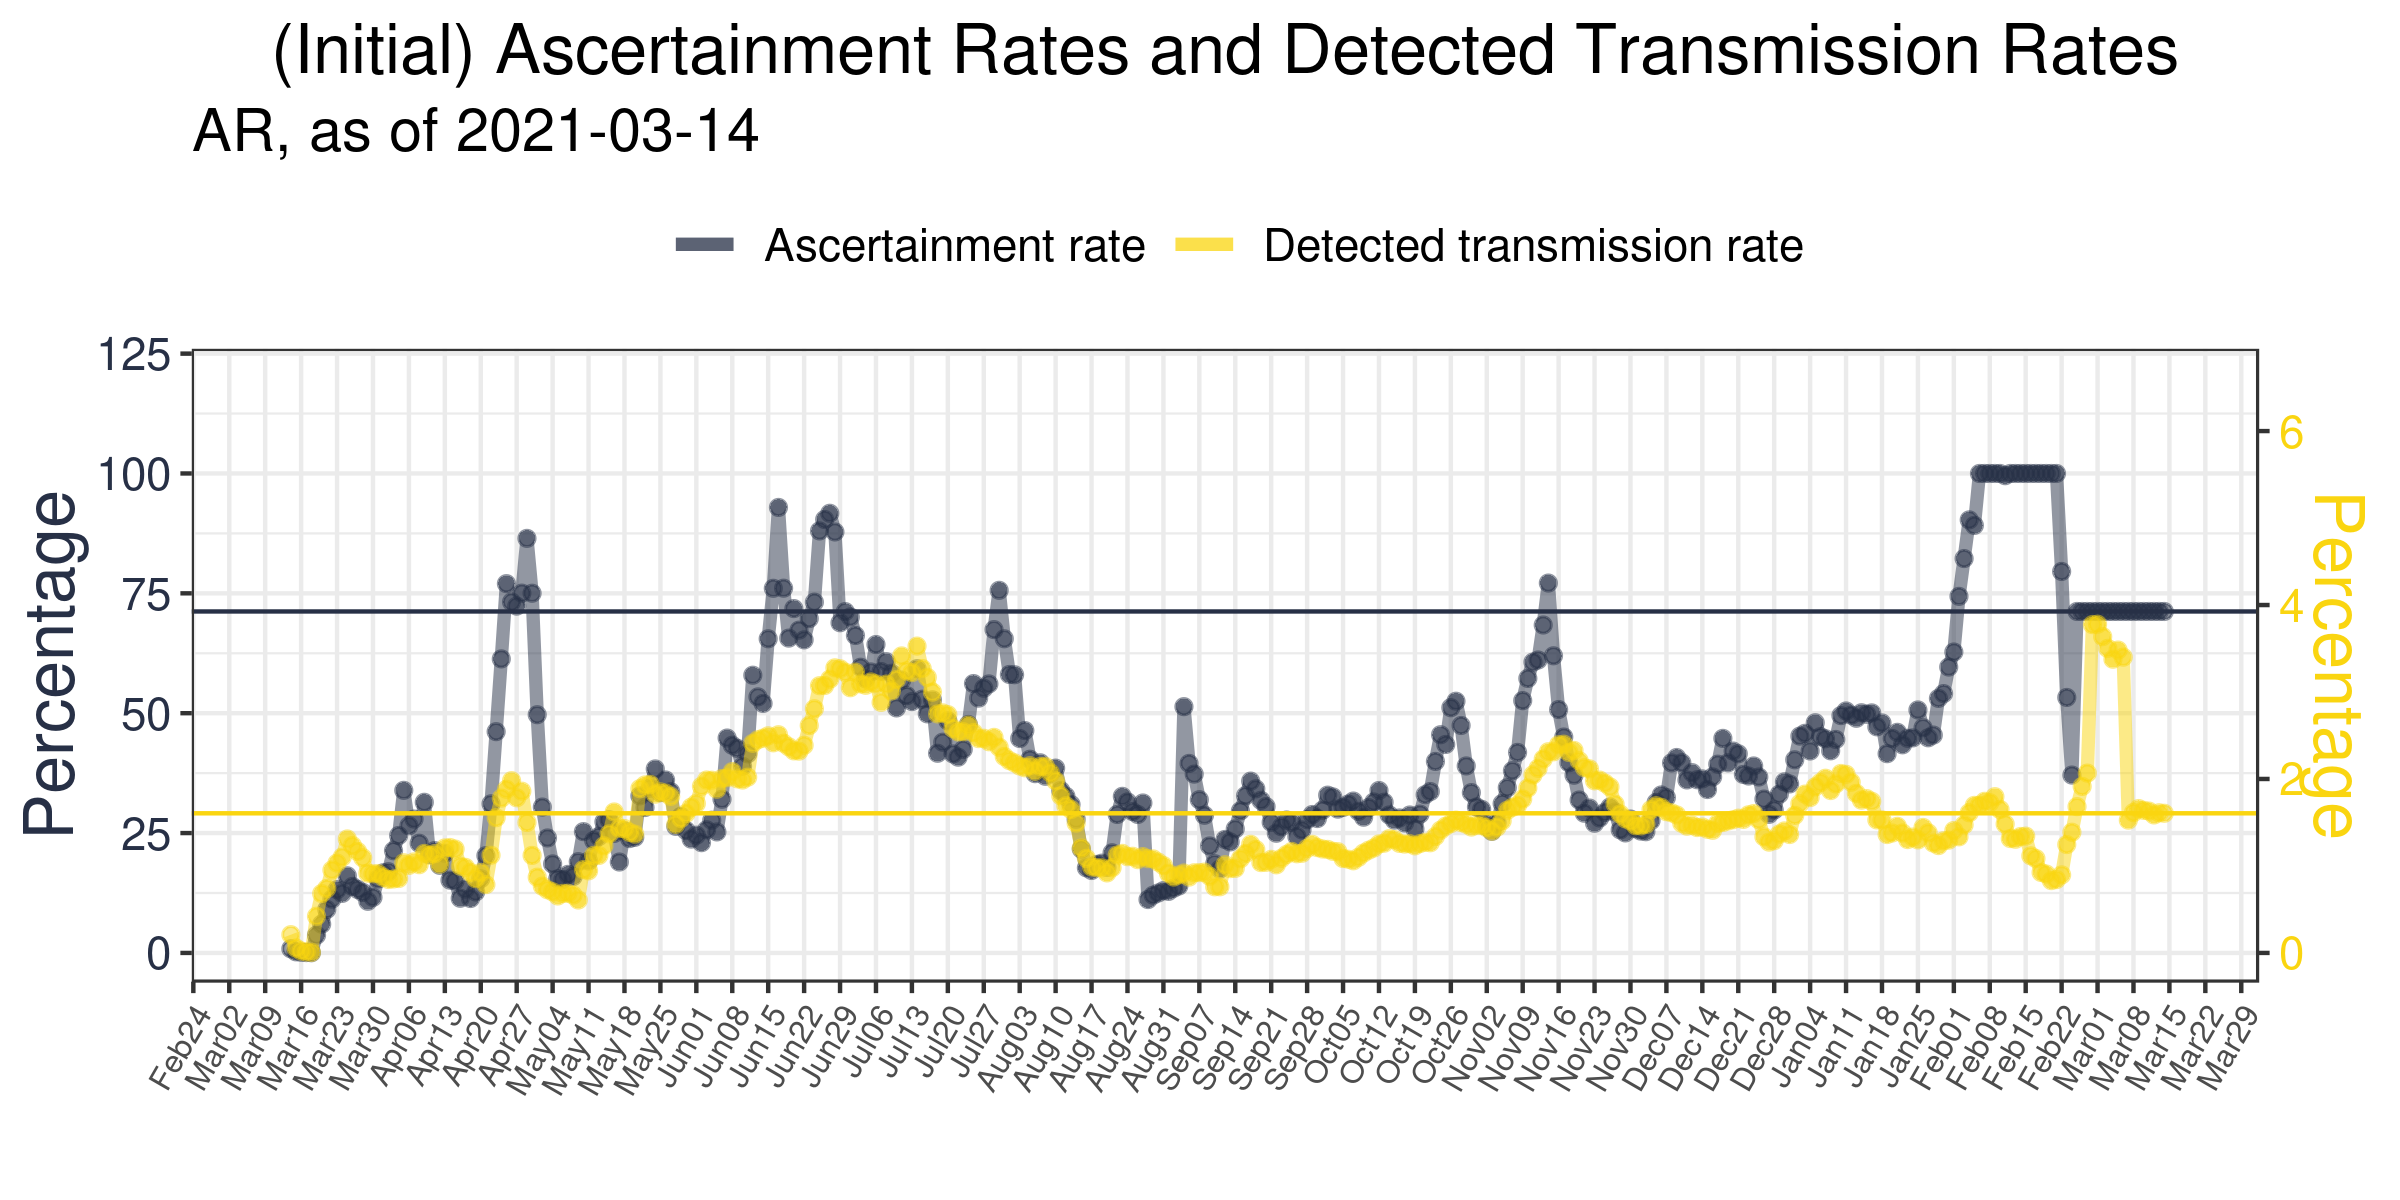 (Initial) Ascertainment Rates and Detected Transmission Rates
AR, as of 2021-03-14
Ascertainment rate
Detected transmission rate
Percentage
125
100
75
50
25
0
6
4
2
0
Percentage
Feb24
Mar02
Mar09
Mar16
Mar23
Mar30
Apr06
Apr13
Apr20
Apr27
May04
May11
May18
May25
Jun01
Jun08
Jun15
Jun22
Jun29
Jul06
Jul13
Jul20
Jul27
Aug03
Aug10
Aug17
Aug24
Aug31
Sep07
Sep14
Sep21
Sep28
Oct05
Oct12
Oct19
Oct26
Nov02
Nov09
Nov16
Nov23
Nov30
Dec07
Dec14
Dec21
Dec28
Jan04
Jan11
Jan18
Jan25
Feb01
Feb08
Feb15
Feb22
Mar01
Mar08
Mar15
Mar22
Mar29